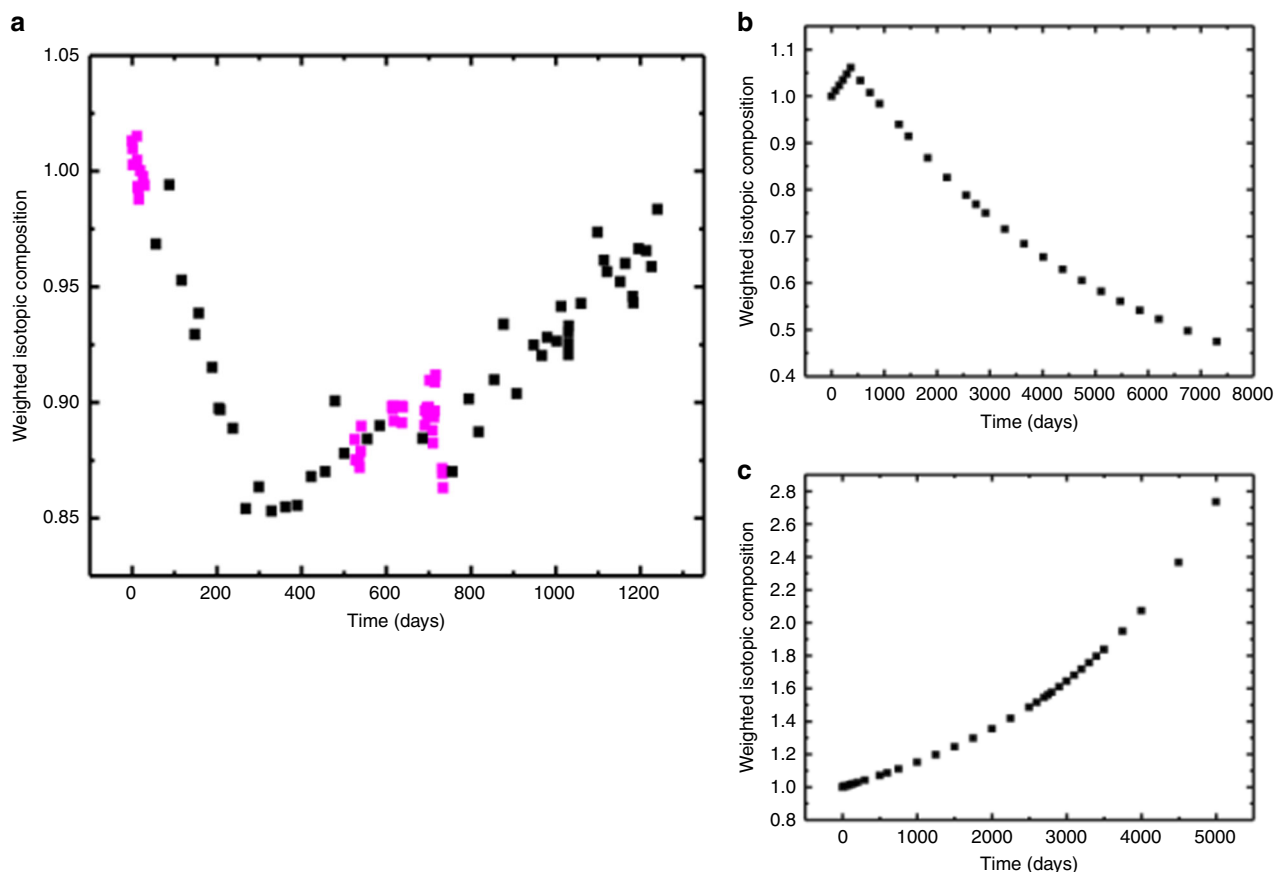 a
1.05
1.00
0.95
0.90
0.85
Weighted isotopic composition
0 200 400 600 800 1000 1200
Time (days)
b
1.1
1.0
0.9
0.8
0.7
0.6
0.5
0.4
Weighted isotopic composition
0 1000 2000 3000 4000 5000 6000 7000 8000
Time (days)
c
2.8
2.6
2.4
2.2
2.0
1.8
1.6
1.4
1.2
1.0
0.8
Weighted isotopic composition
0 1000 2000 3000 4000 5000
Time (days)